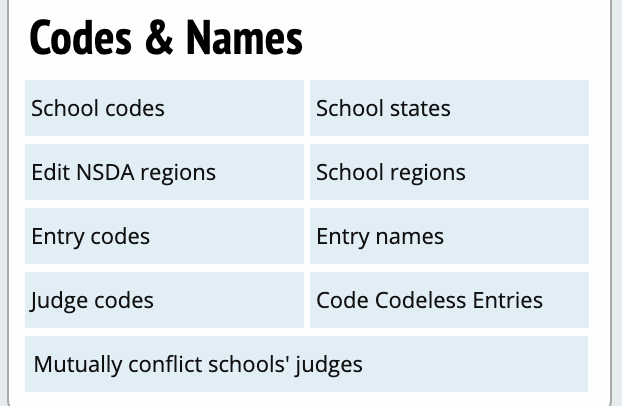 Codes & Names
School codes
School states
Edit NSDA regions
School regions
Entry codes
Entry names
Judge codes
Code Codeless Entries
Mutually conflict schools' judges